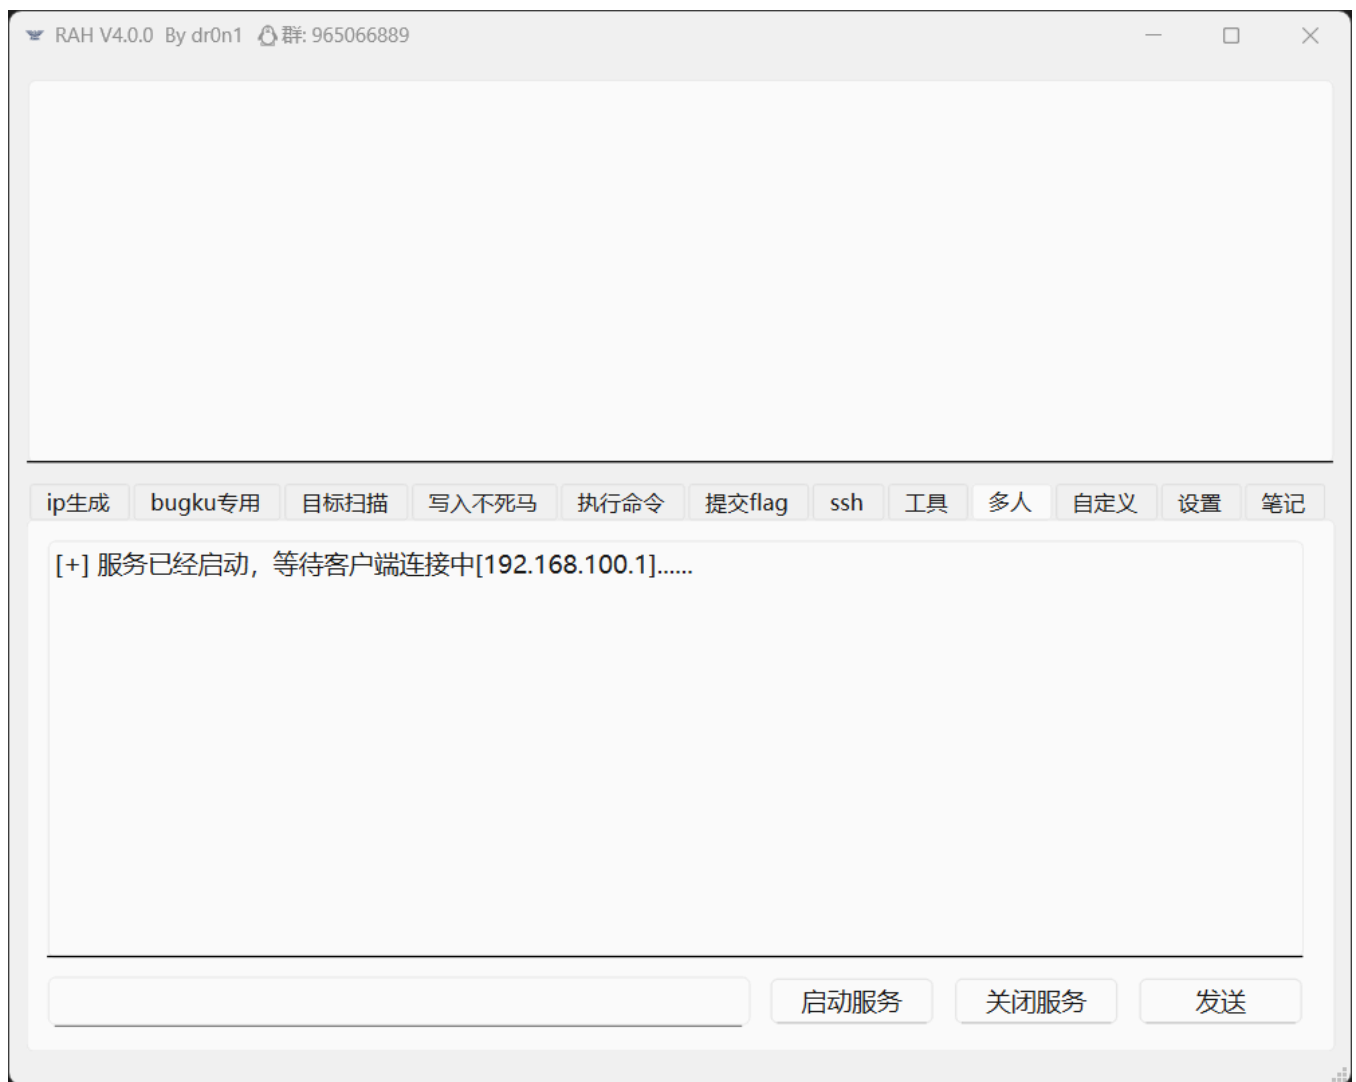 RAH V4.0.0 By dr0n1 群: 965066889
ip生成 bugku专用 目标扫描 写入不死马 执行命令 提交flag ssh 工具 多人 自定义 设置 笔记
[+] 服务已经启动，等待客户端连接中[192.168.100.1]......
启动服务 关闭服务 发送